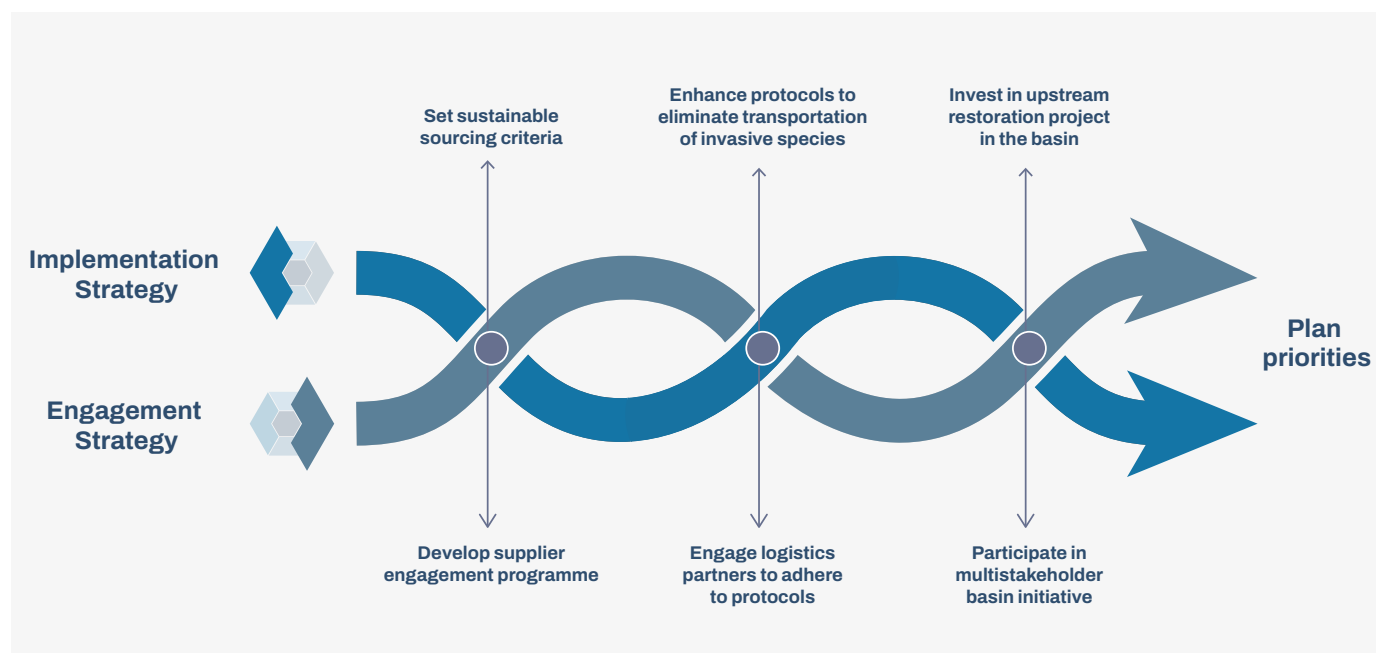 Set sustainable
sourcing criteria
Enhance protocols to
eliminate transportation
of invasive species
Invest in upstream
restoration project
in the basin
Implementation
Strategy
Engagement
Strategy
Plan
priorities
Develop supplier
engagement programme
Engage logistics
partners to adhere
to protocols
Participate in
multistakeholder
basin initiative